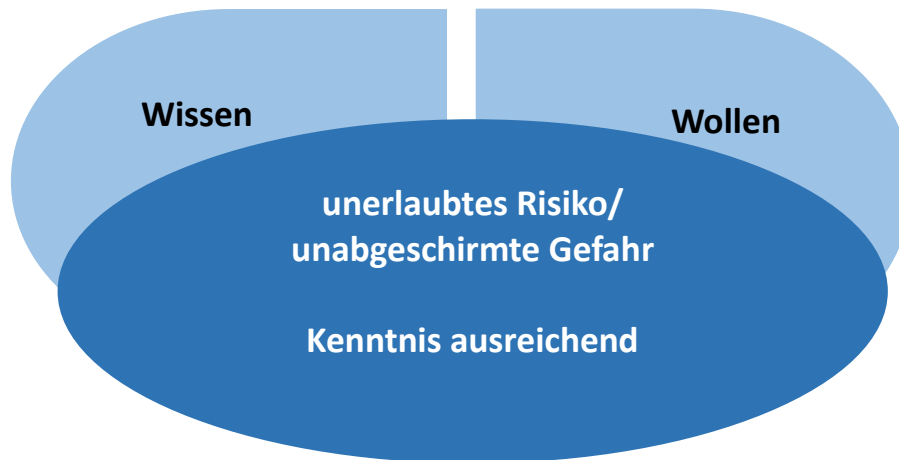 Wissen
Wollen
unerlaubtes Risiko/
unabgeschirmte Gefahr
Kenntnis ausreichend